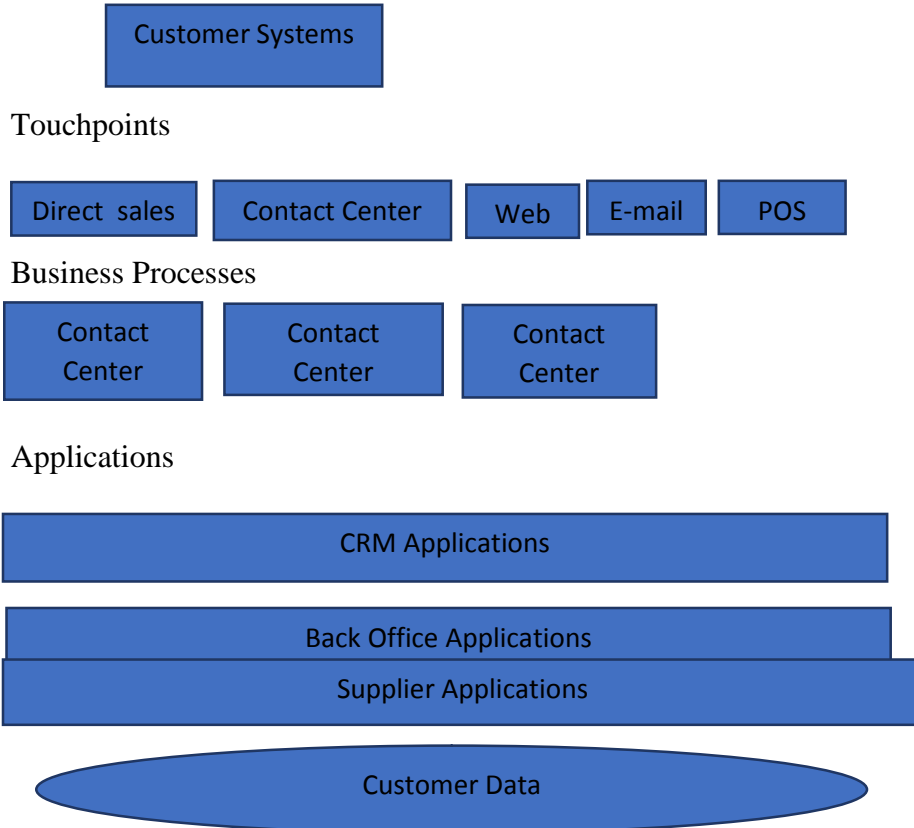 Customer Systems
Touchpoints
Direct sales Contact Center Web E-mail POS
Business Processes
Contact Contact Contact
Center Center Center
Applications
CRM Applications
Back Office Applications
Supplier Applications
Customer Data